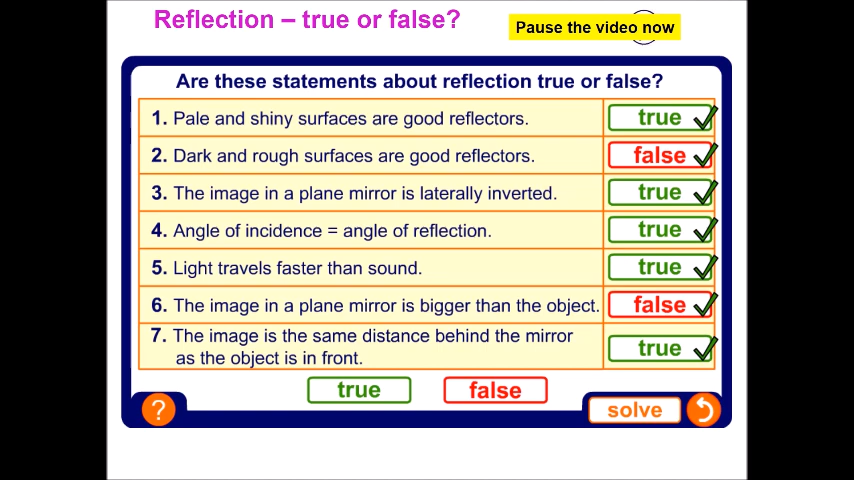 Reflection – true or false?
Pause the video now
Are these statements about reflection true or false?
1. Pale and shiny surfaces are good reflectors. true
2. Dark and rough surfaces are good reflectors. false
3. The image in a plane mirror is laterally inverted. true
4. Angle of incidence = angle of reflection. true
5. Light travels faster than sound. true
6. The image in a plane mirror is bigger than the object. false
7. The image is the same distance behind the mirror
as the object is in front. true
true false
? solve